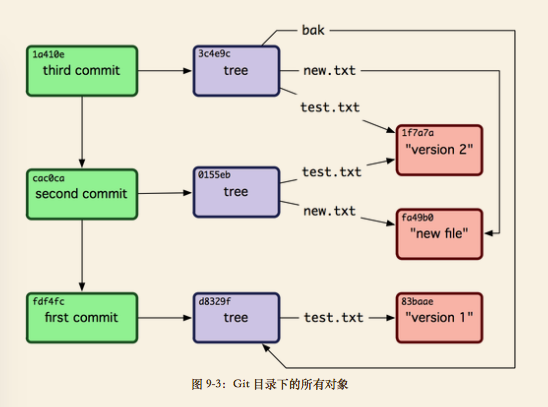 bak
1a410e
third commit
3c4e9c
tree
new.txt
test.txt
1f7a7a
"version 2"
cac0ca
second commit
0155eb
tree
test.txt
new.txt
fa49b0
"new file"
fdf4fc
first commit
d8329f
tree
test.txt
83baae
"version 1"
图 9-3：Git 目录下的所有对象